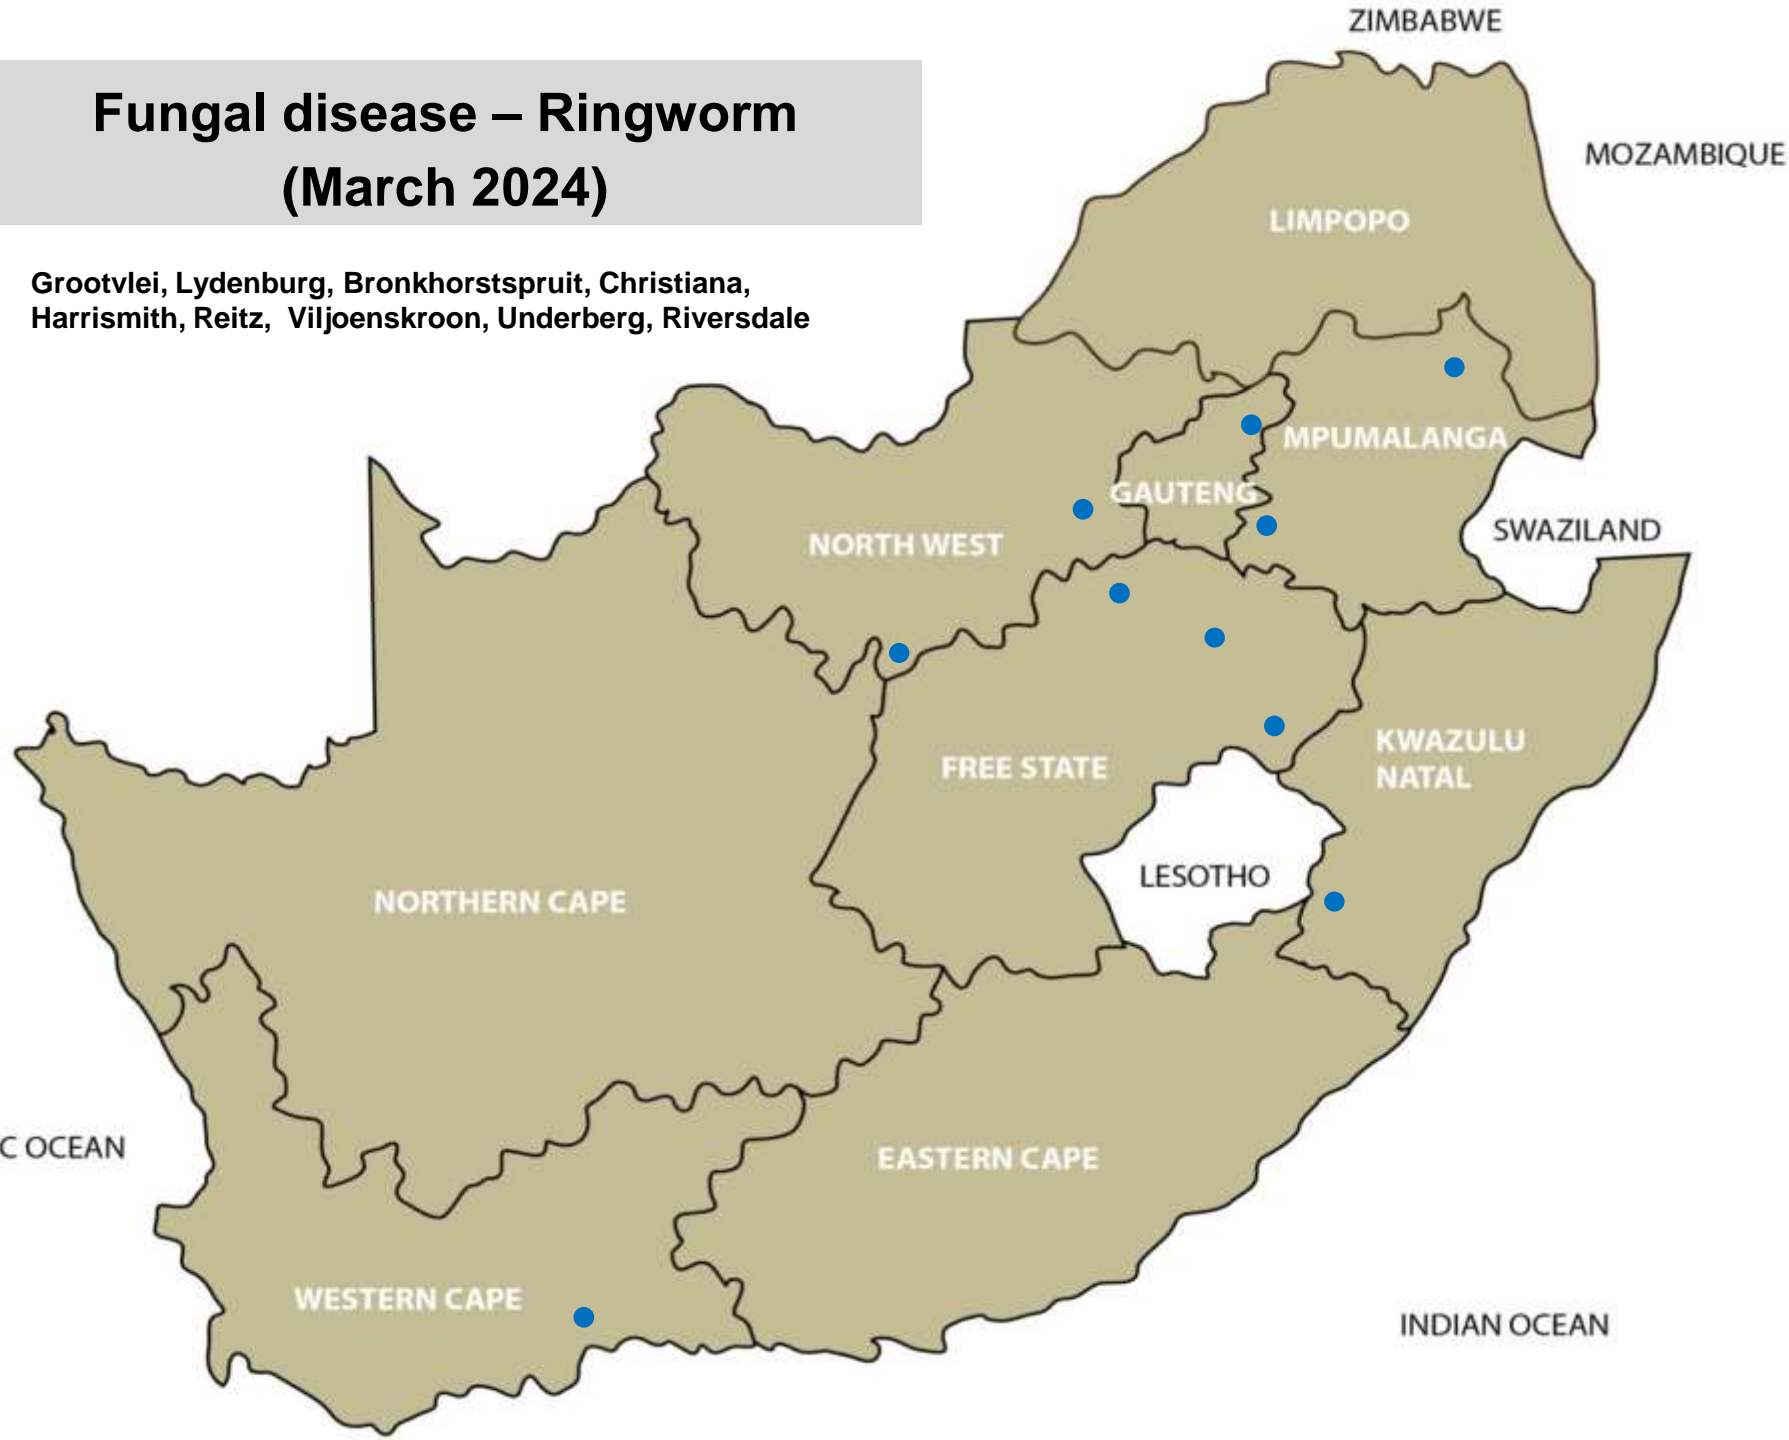 ZIMBABWE
Fungal disease – Ringworm
(March 2024)
MOZAMBIQUE
LIMPOPO
Grootvlei, Lydenburg, Bronkhorstspruit, Christiana,
Harrismith, Reitz, Viljoenskroon, Underberg, Riversdale
MPUMALANGA
GAUTENG
NORTH WEST
SWAZILAND
KWAZULU
NATAL
FREE STATE
LESOTHO
NORTHERN CAPE
C OCEAN
EASTERN CAPE
WESTERN CAPE
INDIAN OCEAN